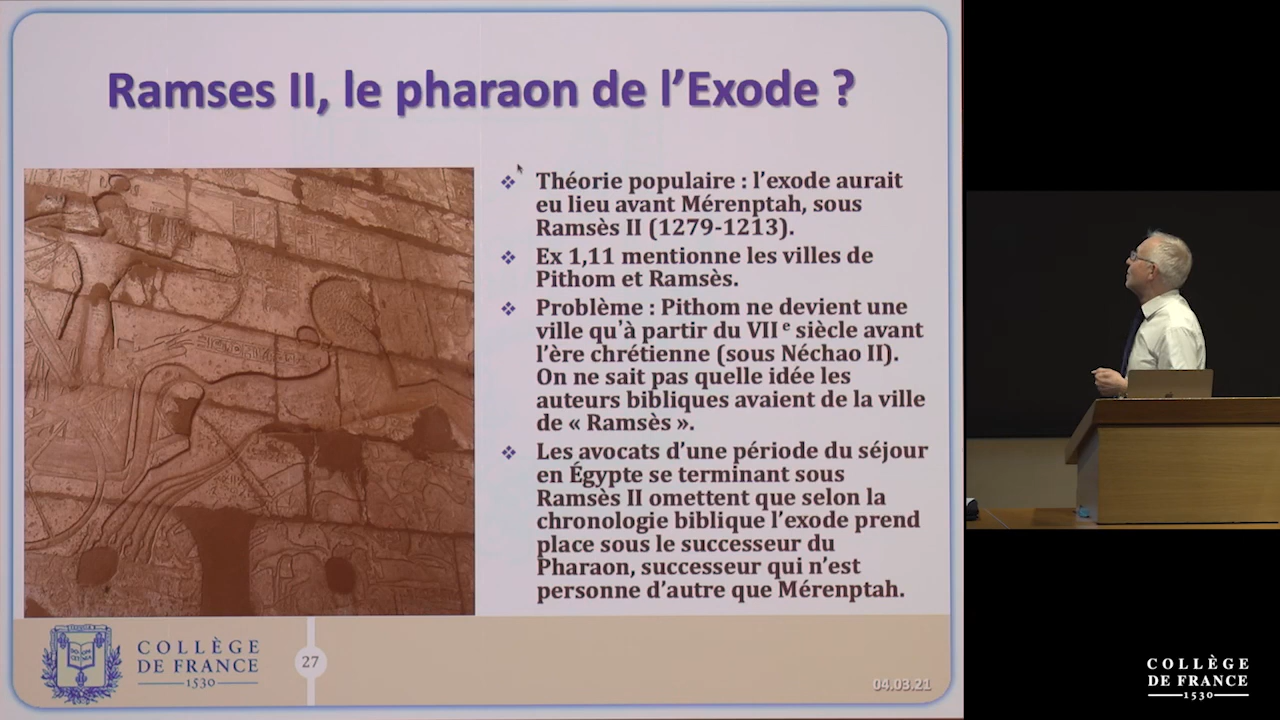 Ramses II, le pharaon de l’Exode ?
❖ Théorie populaire : l’exode aurait
eu lieu avant Mérenptah, sous
Ramsès II (1279-1213).
❖ Ex 1,11 mentionne les villes de
Pithom et Ramsès.
❖ Problème : Pithom ne devient une
ville qu’à partir du VIIe siècle avant
l’ère chrétienne (sous Néchao II).
On ne sait pas quelle idée les
auteurs bibliques avaient de la ville
de « Ramsès ».
❖ Les avocats d’une période du séjour
en Égypte se terminant sous
Ramsès II omettent que selon la
chronologie biblique l’exode prend
place sous le successeur du
Pharaon, successeur qui n’est
personne d’autre que Mérenptah.
COLLÈGE
DE FRANCE
1530
27
04.03.21
COLLÈGE
DE FRANCE
1530